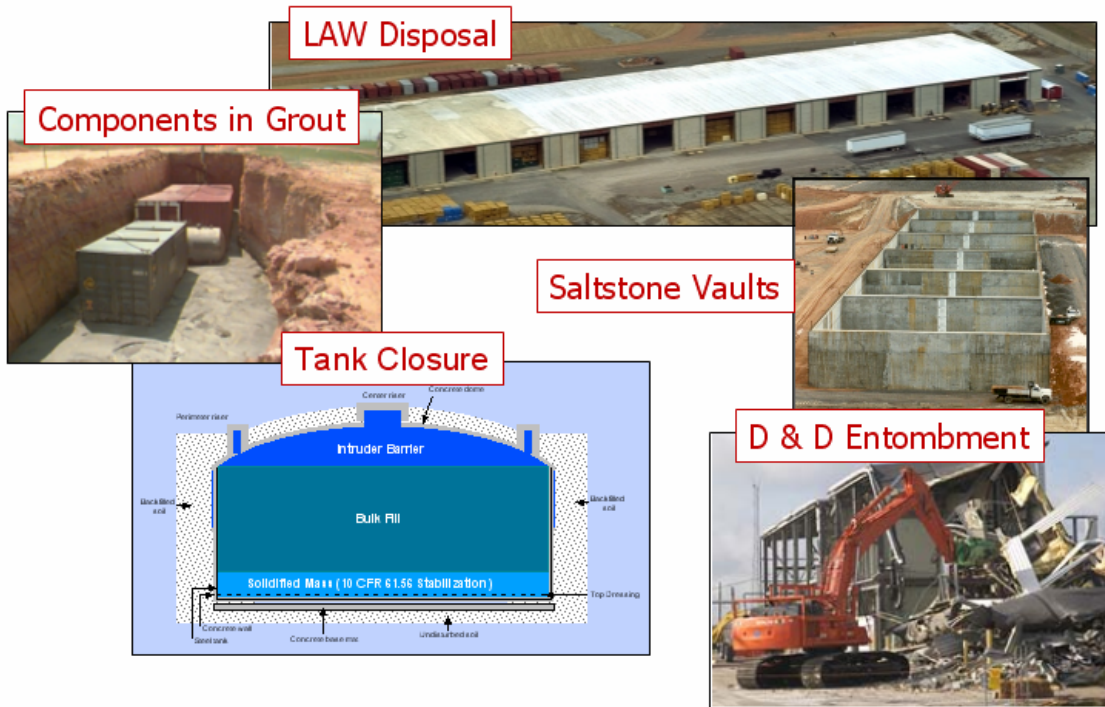 LAW Disposal
Components in Grout
Saltstone Vaults
Tank Closure
Concrete dome
Center riser
Perimeter riser
Intruder Barrier
Backfilled
soil
Backfilled
soil
Bulk Fill
Solidified Mass (10 CFR 61.56 Stabilization)
Top Dressing
Concrete wall
Steel tank
Concrete base mat
Undisturbed soil
D & D Entombment